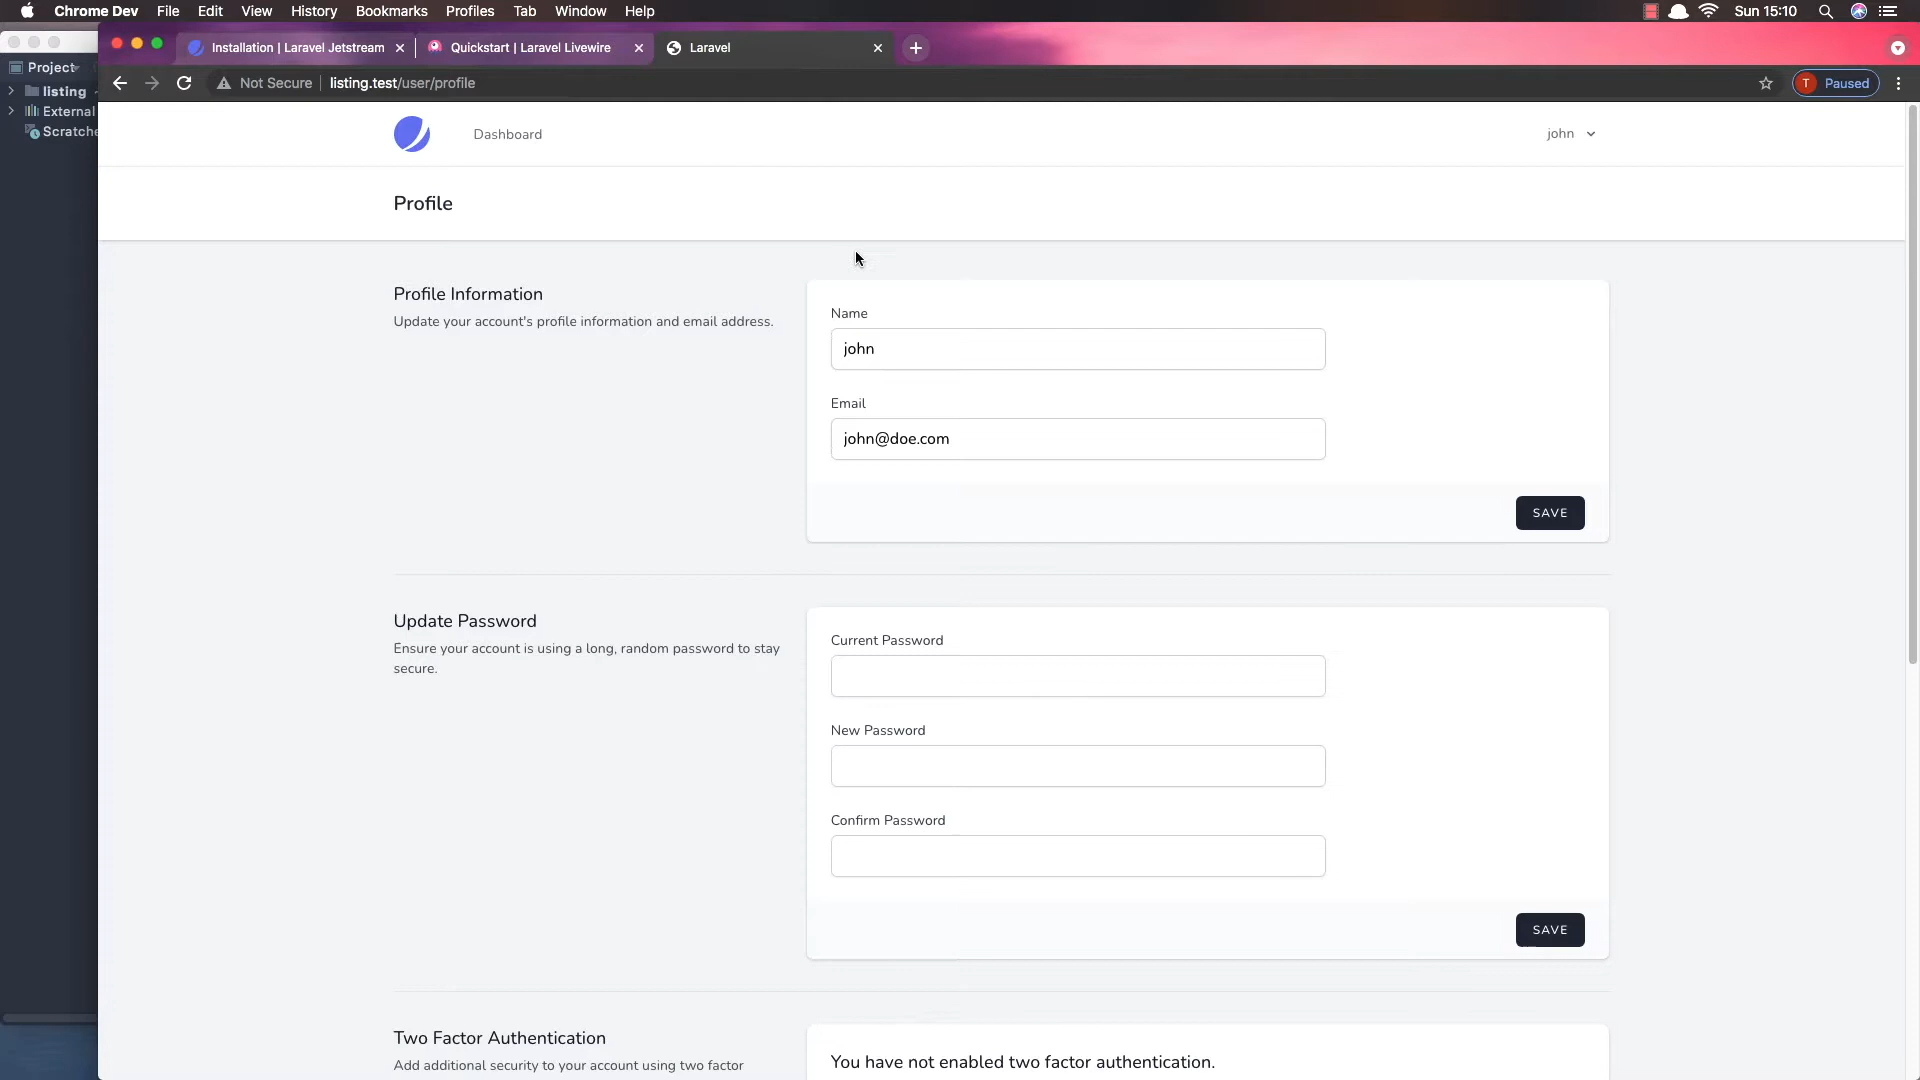 Chrome Dev File Edit View History Bookmarks Profiles Tab Window Help Sun 15:10
Installation | Laravel Jetstream Quickstart | Laravel Livewire Laravel
Project
Not Secure listing.test/user/profile T Paused
listing
External
Scratche
Dashboard john
Profile
Profile Information
Update your account's profile information and email address.
Name
john
Email
john@doe.com
SAVE
Update Password
Ensure your account is using a long, random password to stay
secure.
Current Password
New Password
Confirm Password
SAVE
Two Factor Authentication
Add additional security to your account using two factor
You have not enabled two factor authentication.